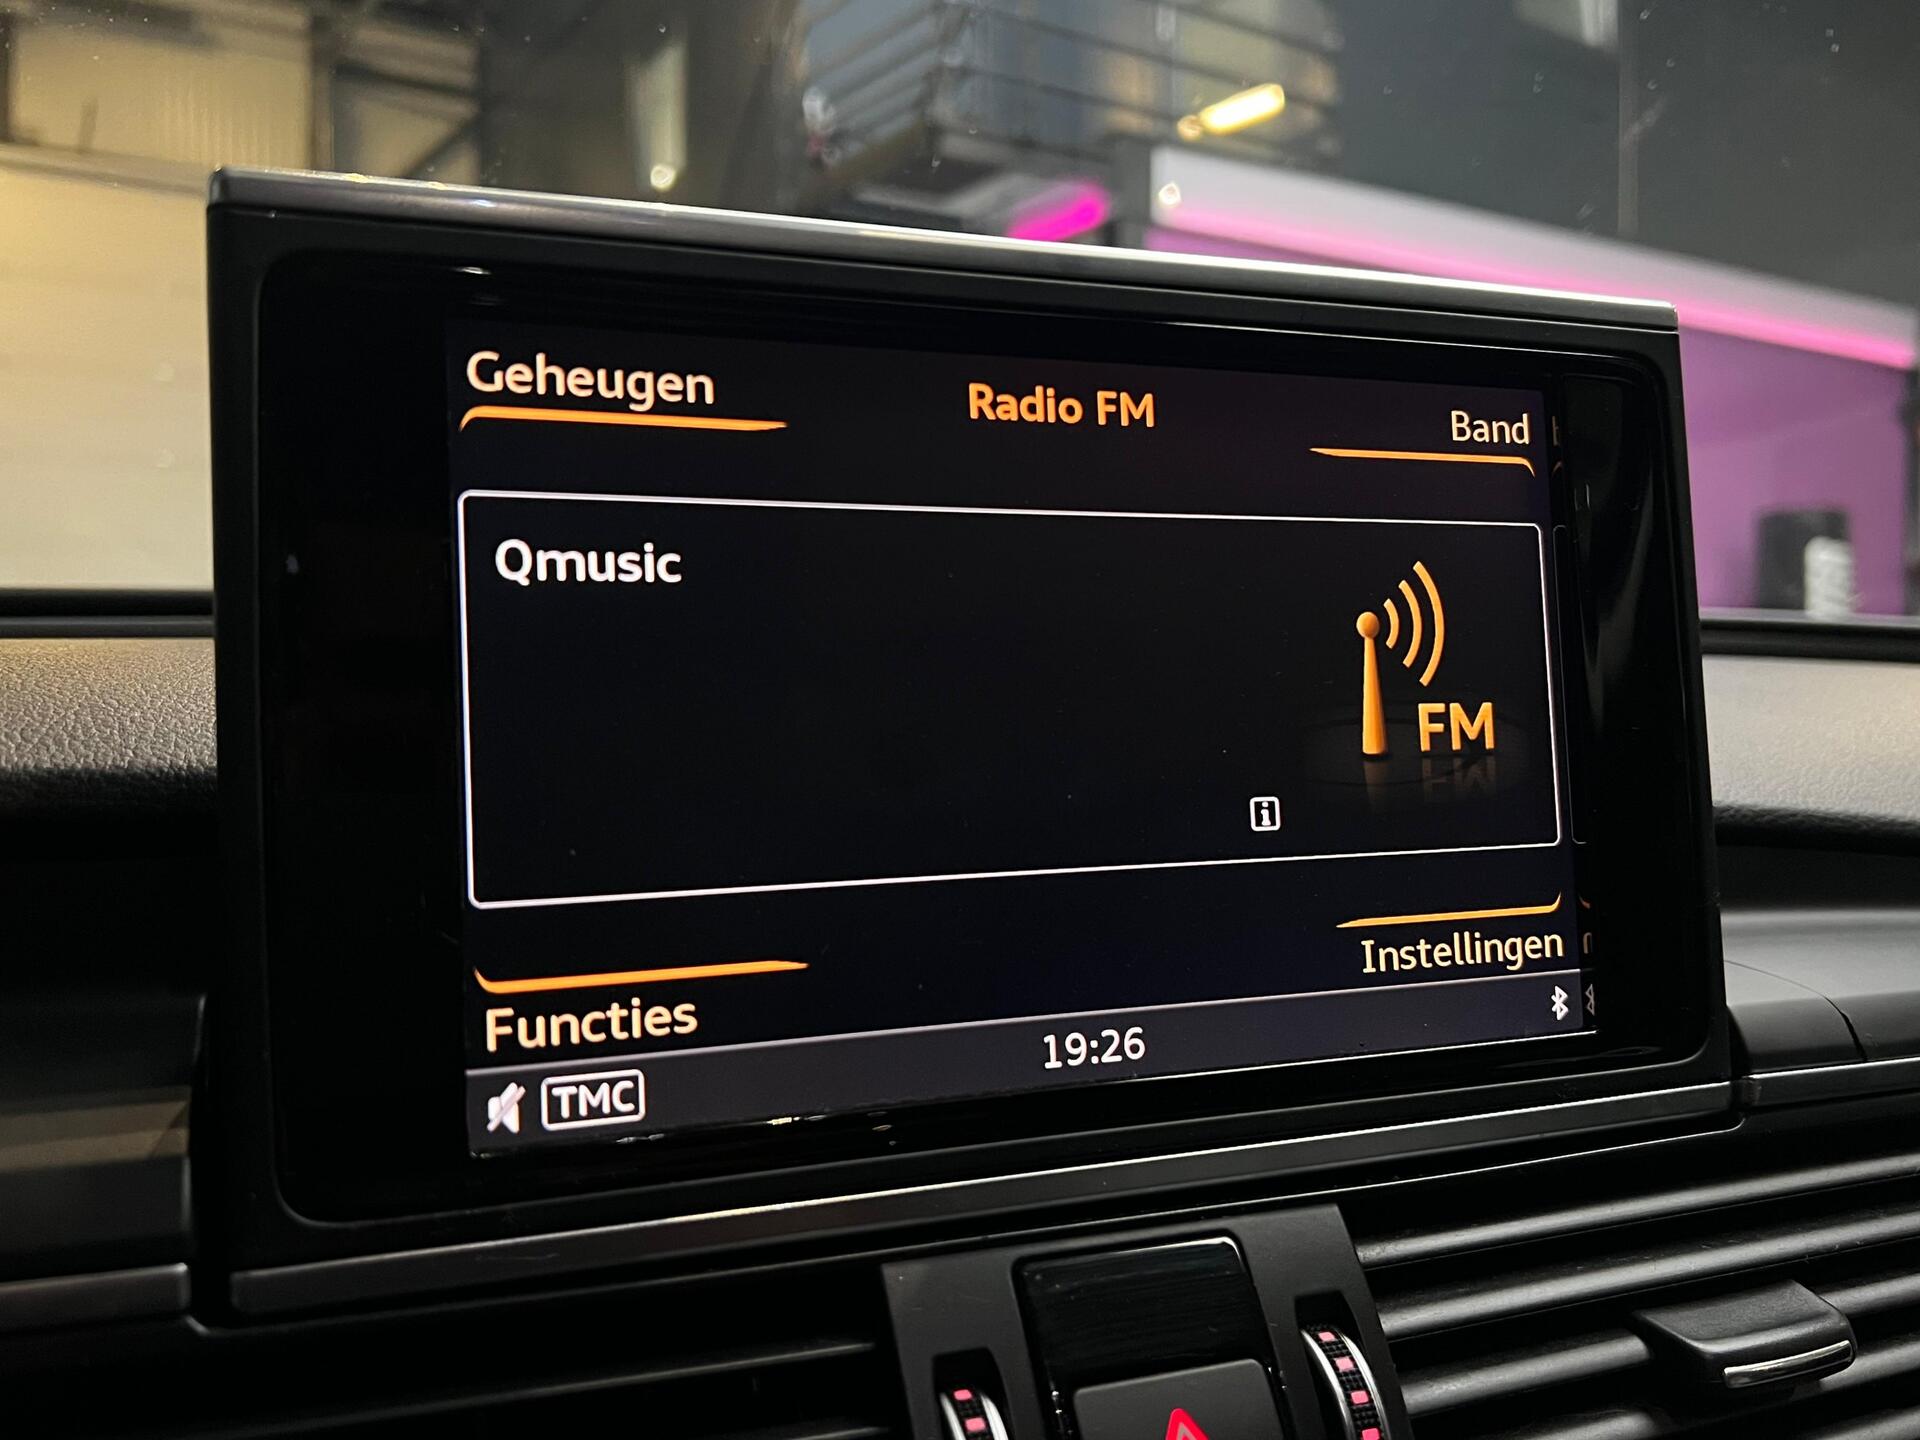 Geheugen
Radio FM
Band
Qmusic
FM
i
Instellingen
Functies
19:26
TMC